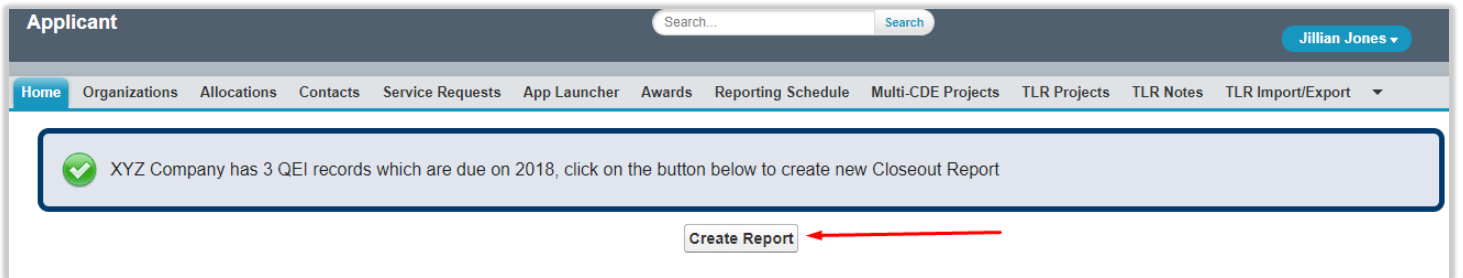 Applicant
Search...
Search
Jillian Jones
Home Organizations Allocations Contacts Service Requests App Launcher Awards Reporting Schedule Multi-CDE Projects TLR Projects TLR Notes TLR Import/Export
XYZ Company has 3 QEI records which are due on 2018, click on the button below to create new Closeout Report
Create Report